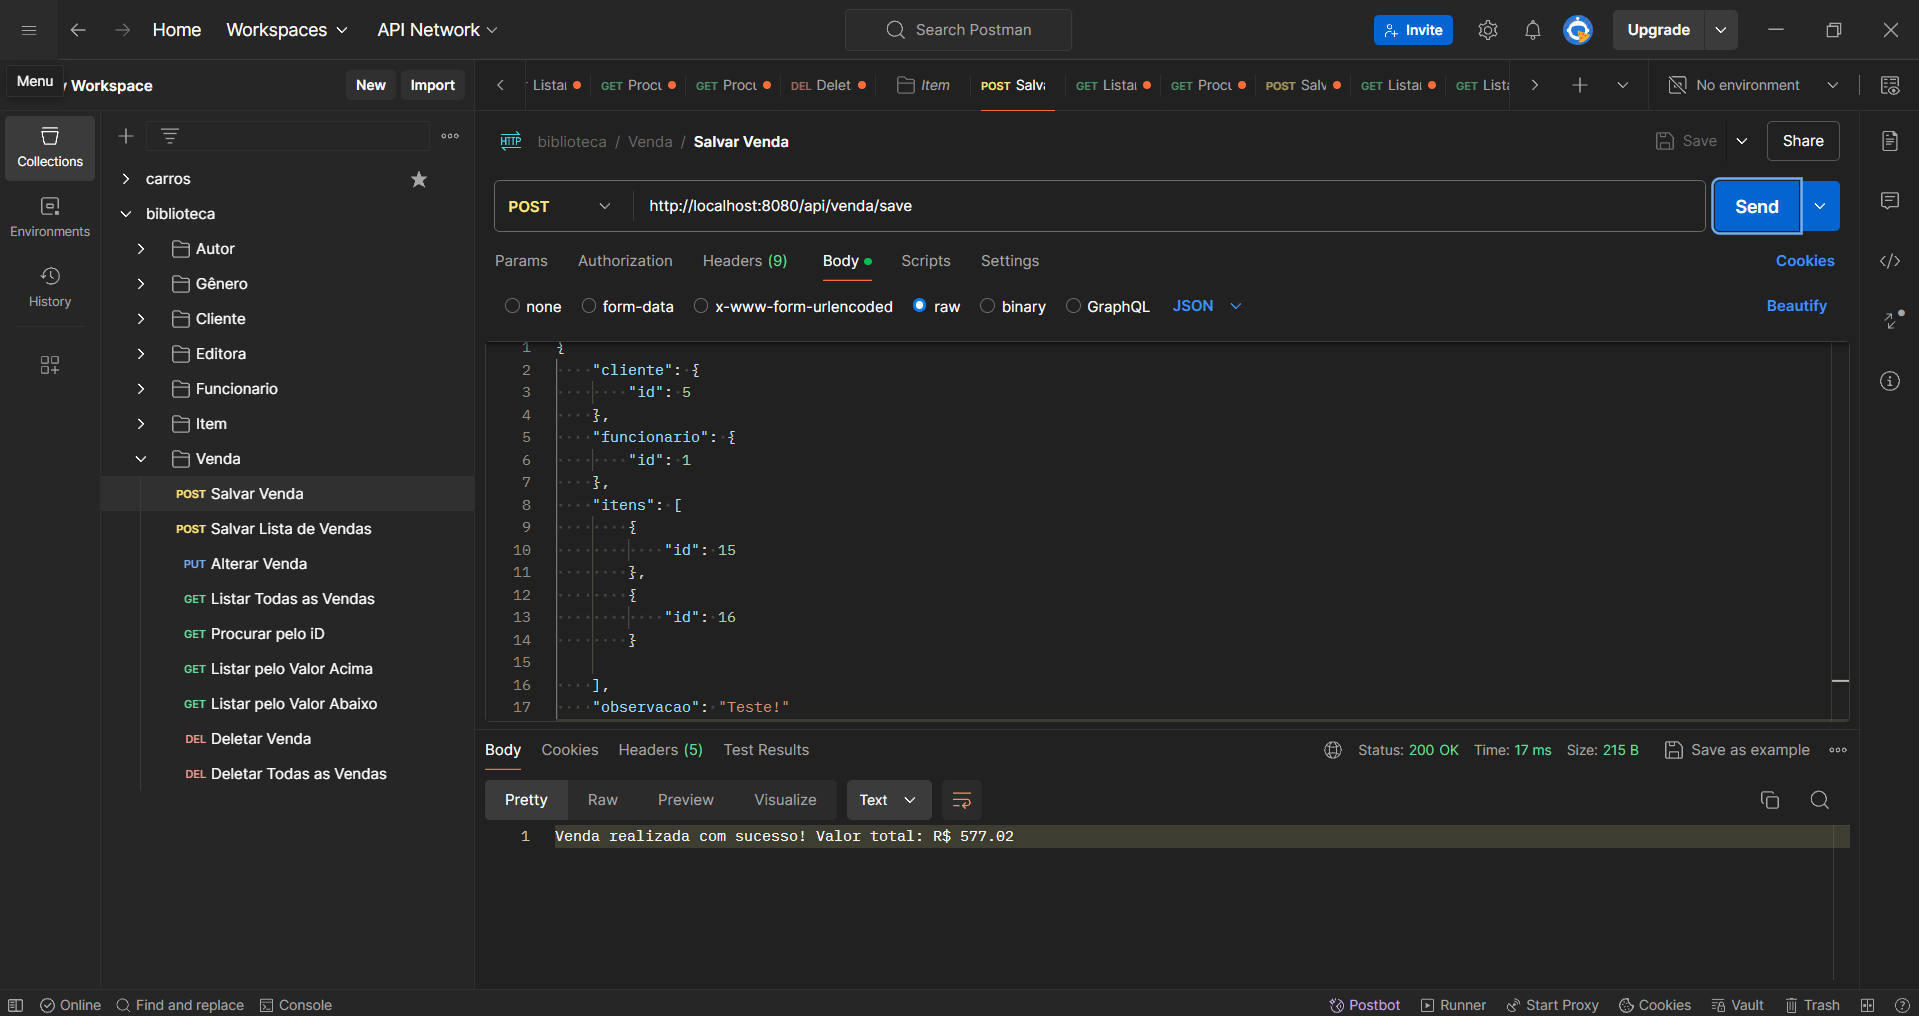 Home Workspaces API Network Search Postman Invite Upgrade
Menu Workspace New Import Lista GET Procu GET Procu DEL Delet Item POST Salva GET Lista GET Procu POST Salv GET Lista GET Lista No environment
biblioteca / Venda / Salvar Venda Save Share
Collections
Environments
History
carros
biblioteca
Autor
Gênero
Cliente
Editora
Funcionario
Item
Venda
POST Salvar Venda
POST Salvar Lista de Vendas
PUT Alterar Venda
GET Listar Todas as Vendas
GET Procurar pelo iD
GET Listar pelo Valor Acima
GET Listar pelo Valor Abaixo
DEL Deletar Venda
DEL Deletar Todas as Vendas
POST http://localhost:8080/api/venda/save Send
Params Authorization Headers (9) Body Scripts Settings Cookies
none form-data x-www-form-urlencoded raw binary GraphQL JSON Beautify
1 {
2 "cliente": {
3 "id": 5
4 },
5 "funcionario": {
6 "id": 1
7 },
8 "itens": [
9 {
10 "id": 15
11 },
12 {
13 "id": 16
14 }
15
16 ],
17 "observacao": "Teste!"
Body Cookies Headers (5) Test Results Status: 200 OK Time: 17 ms Size: 215 B Save as example
Pretty Raw Preview Visualize Text
1 Venda realizada com sucesso! Valor total: R$ 577.02
Online Find and replace Console Postbot Runner Start Proxy Cookies Vault Trash